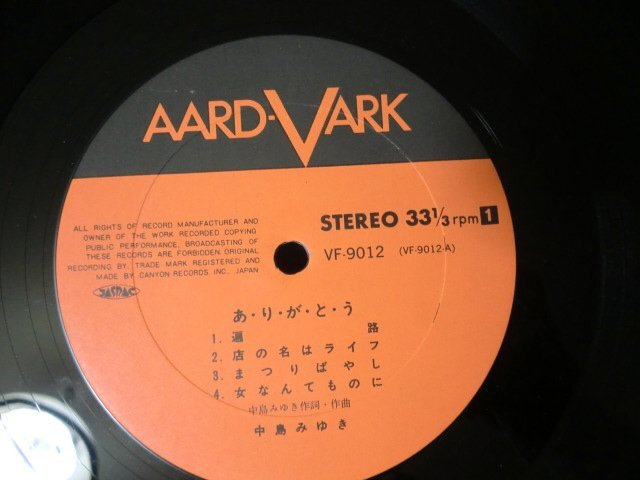 AARD-VARK
ALL RIGHTS OF RECORD MANUFACTURER AND
OWNER OF THE WORK RECORDED COPYING
PUBLIC PERFORMANCE, BROADCASTING OF
THESE RECORDS ARE FORBIDDEN. ORIGINAL
RECORDING BY, TRADE MARK REGISTERED AND
MADE BY CANYON RECORDS INC., JAPAN
JASRAC
STEREO 33 1/3 rpm 1
VF-9012 (VF-9012-A)
あ・り・が・と・う
1. 遍路
2. 店の名はライフ
3. まつりばやし
4. 女なんてものに
中島みゆき作詞・作曲
中島みゆき